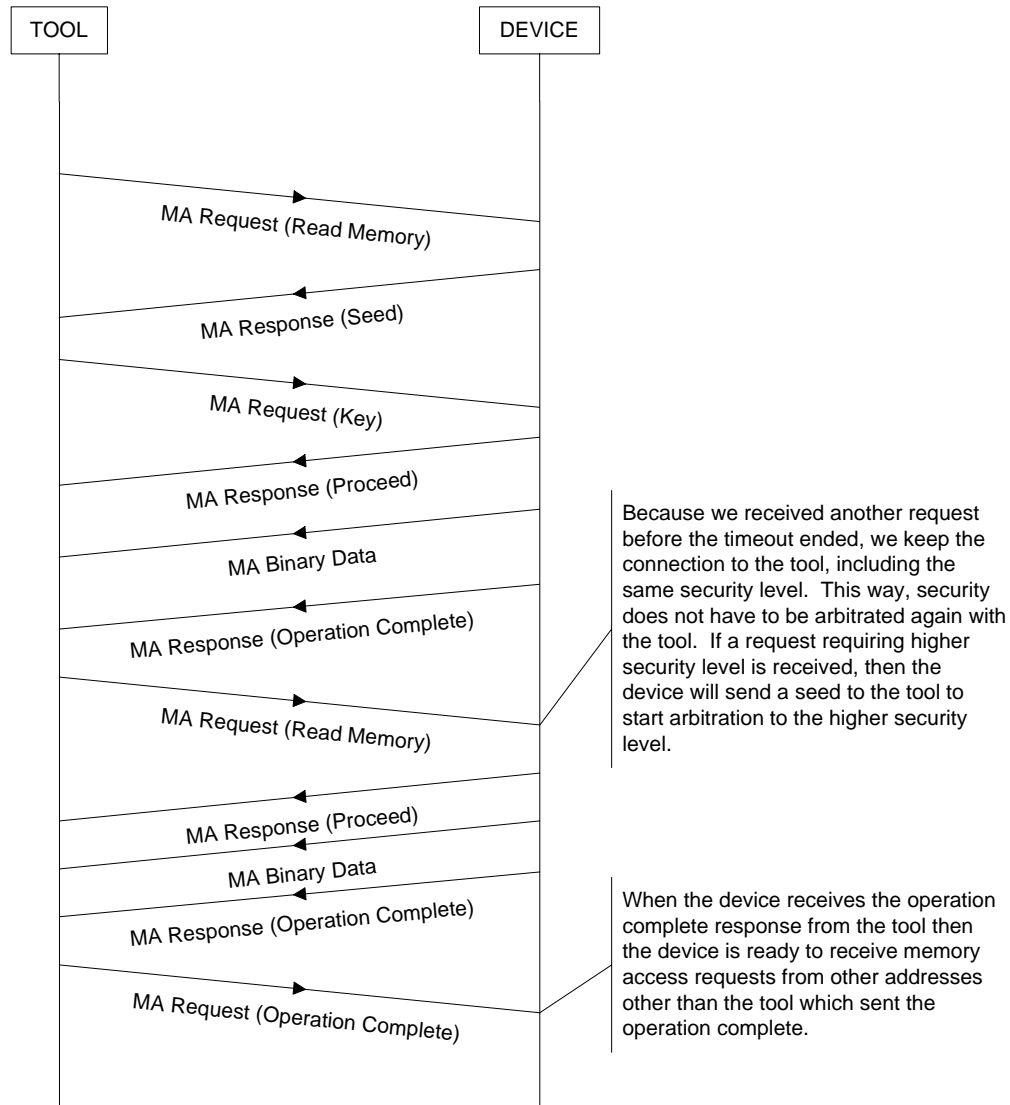 TOOL
DEVICE
MA Request (Read Memory)
MA Response (Seed)
MA Request (Key)
MA Response (Proceed)
MA Binary Data
MA Response (Operation Complete)
MA Request (Read Memory)
Because we received another request
before the timeout ended, we keep the
connection to the tool, including the
same security level.  This way, security
does not have to be arbitrated again with
the tool.  If a request requiring higher
security level is received, then the
device will send a seed to the tool to
start arbitration to the higher security
level.
MA Response (Proceed)
MA Binary Data
MA Response (Operation Complete)
MA Request (Operation Complete)
When the device receives the operation
complete response from the tool then
the device is ready to receive memory
access requests from other addresses
other than the tool which sent the
operation complete.